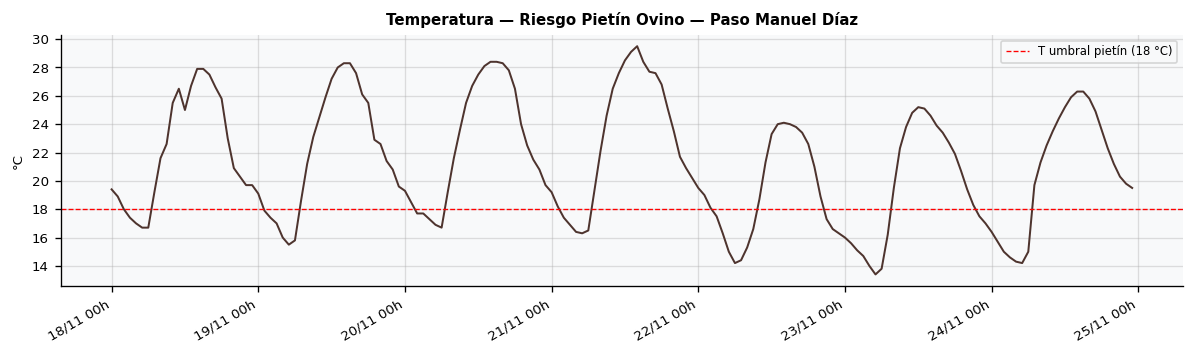 Temperatura — Riesgo Pietín Ovino — Paso Manuel Díaz
T umbral pietín (18 °C)
°C
30
28
26
24
22
20
18
16
14
18/11 00h
19/11 00h
20/11 00h
21/11 00h
22/11 00h
23/11 00h
24/11 00h
25/11 00h